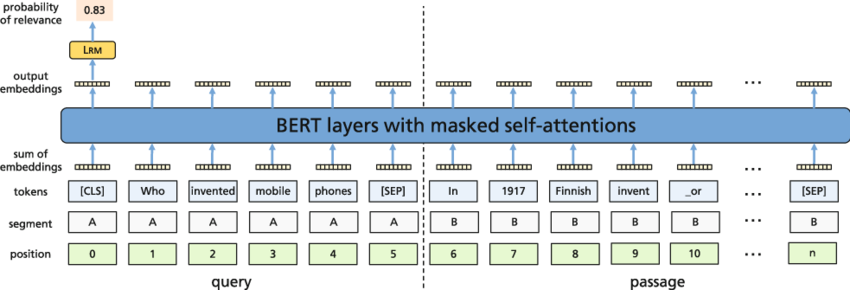 probability of relevance 0.83
LRM
output embeddings ...
BERT layers with masked self-attentions
sum of embeddings ...
tokens [CLS] Who invented mobile phones [SEP] In 1917 Finnish invent _or ... [SEP]
segment A A A A A A B B B B B ... B
position 0 1 2 3 4 5 6 7 8 9 10 ... n
query passage